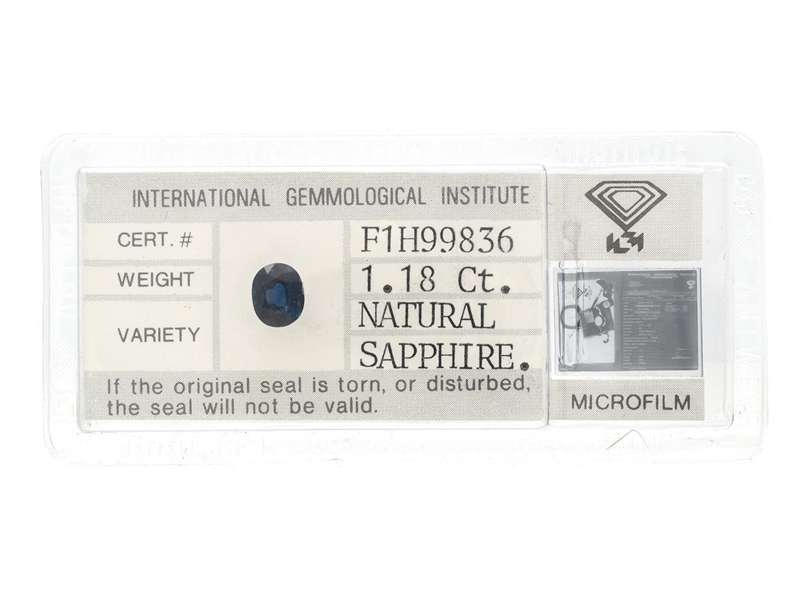 INTERNATIONAL GEMMOLOGICAL INSTITUTE
CERT. # F1H99836
WEIGHT 1.18 Ct.
VARIETY NATURAL
SAPPHIRE.
If the original seal is torn, or disturbed,
the seal will not be valid.
MICROFILM